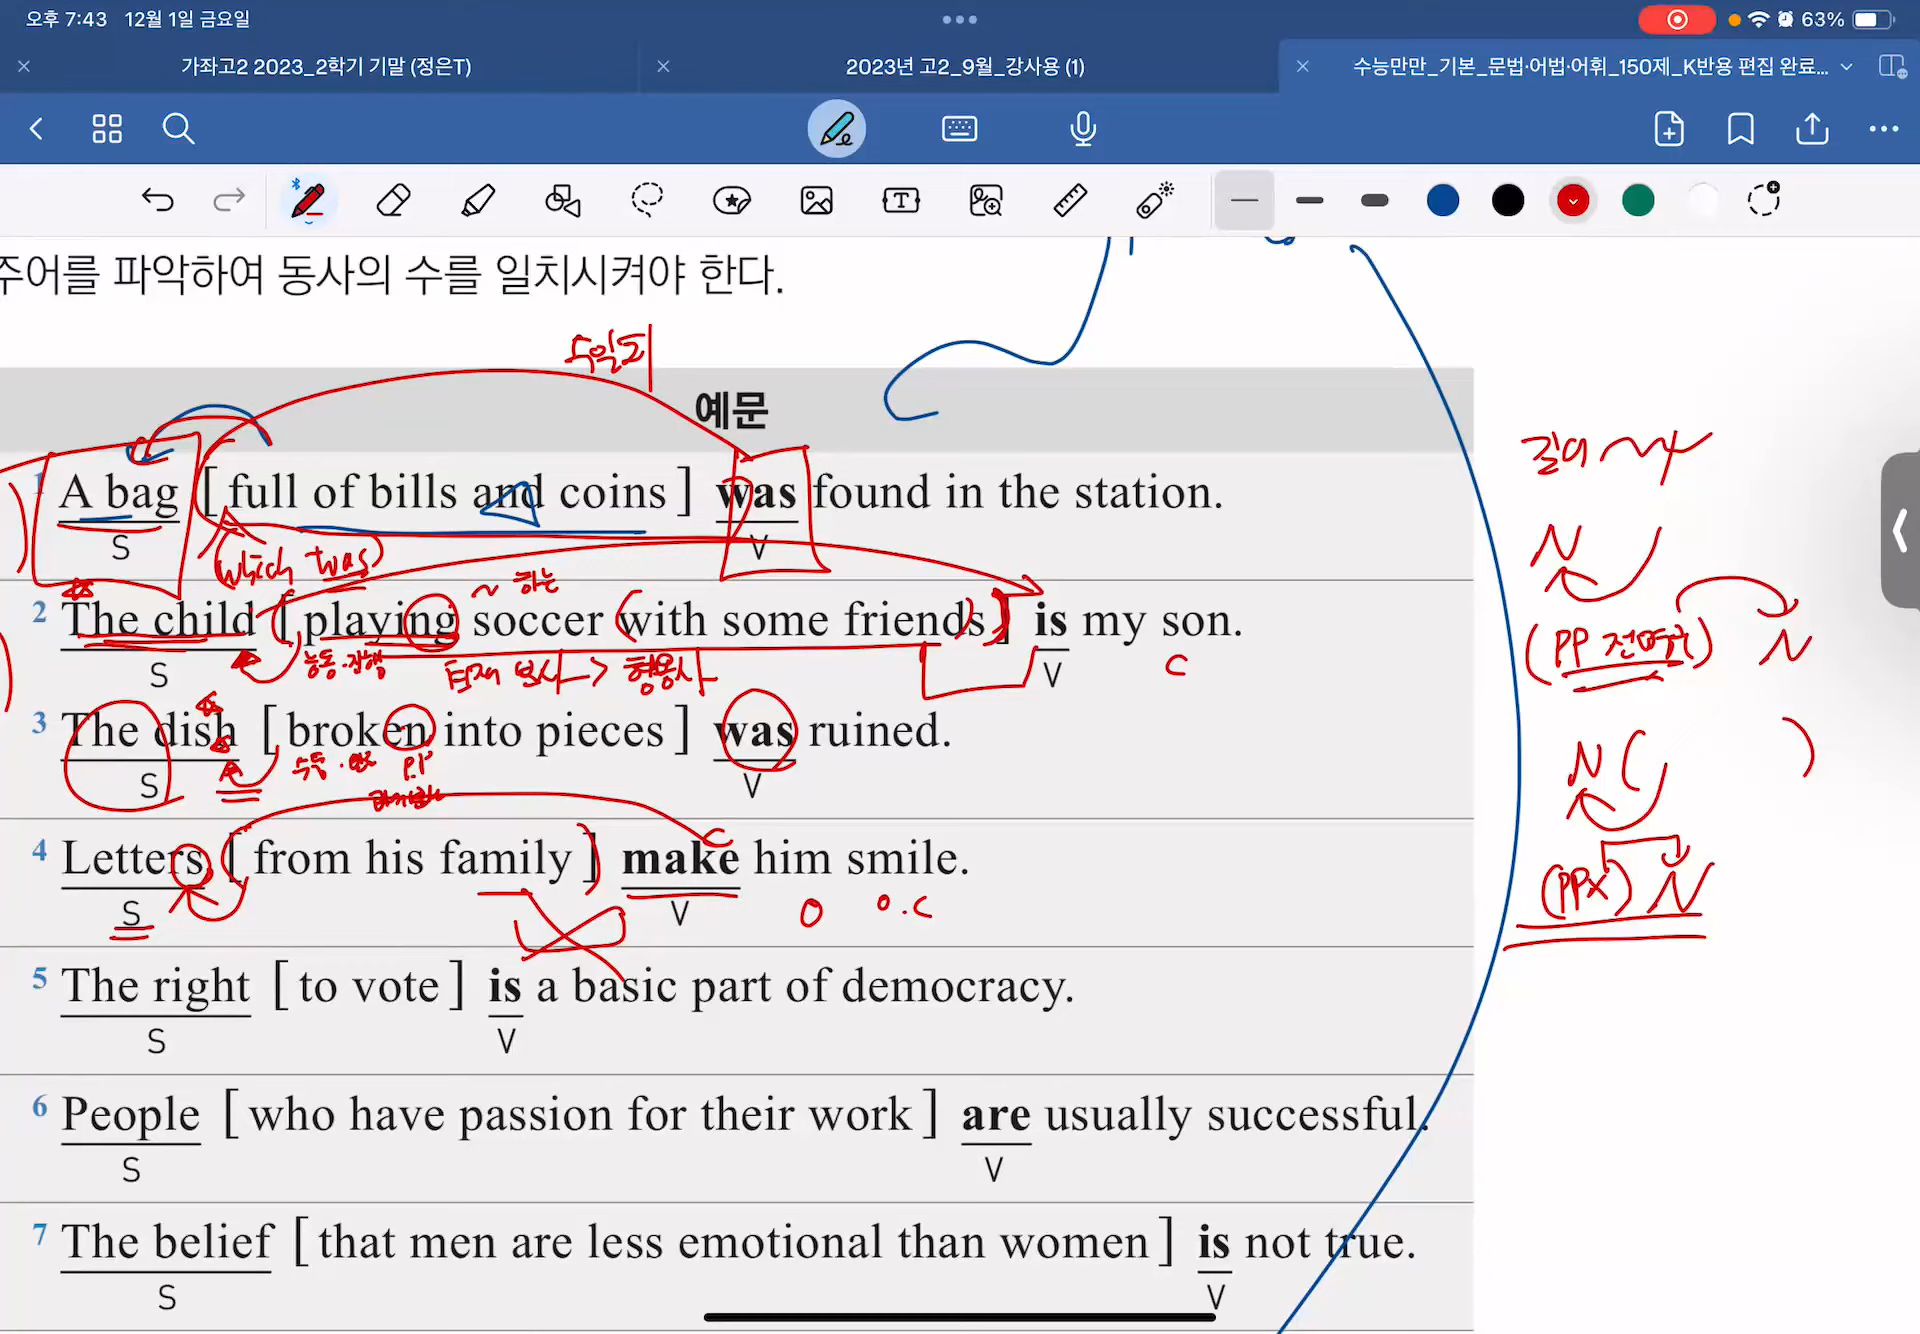 오후 7:43 12월 1일 금요일 63%
가좌고2 2023_2학기 기말 (정은T) 2023년 고2_9월_강사용 (1) 수능만만_기본_문법·어법·어휘_150제_K반용 편집 완료...
주어를 파악하여 동사의 수를 일치시켜야 한다.
수일치
예문
1 A bag [ full of bills and coins ] was found in the station.
S V
(which was)
~ 하는
2 The child [ playing soccer (with some friends) ] is my son.
S 능동·진행 현재분사 > 형용사 V C
3 The dish [ broken into pieces ] was ruined.
S 수동·완료 P.P V
4 Letters [ from his family ] make him smile.
S V O O.C
5 The right [ to vote ] is a basic part of democracy.
S V
6 People [ who have passion for their work ] are usually successful.
S V
7 The belief [ that men are less emotional than women ] is not true.
S V
N
(PP 전명구) N
N ( )
(PPX) N